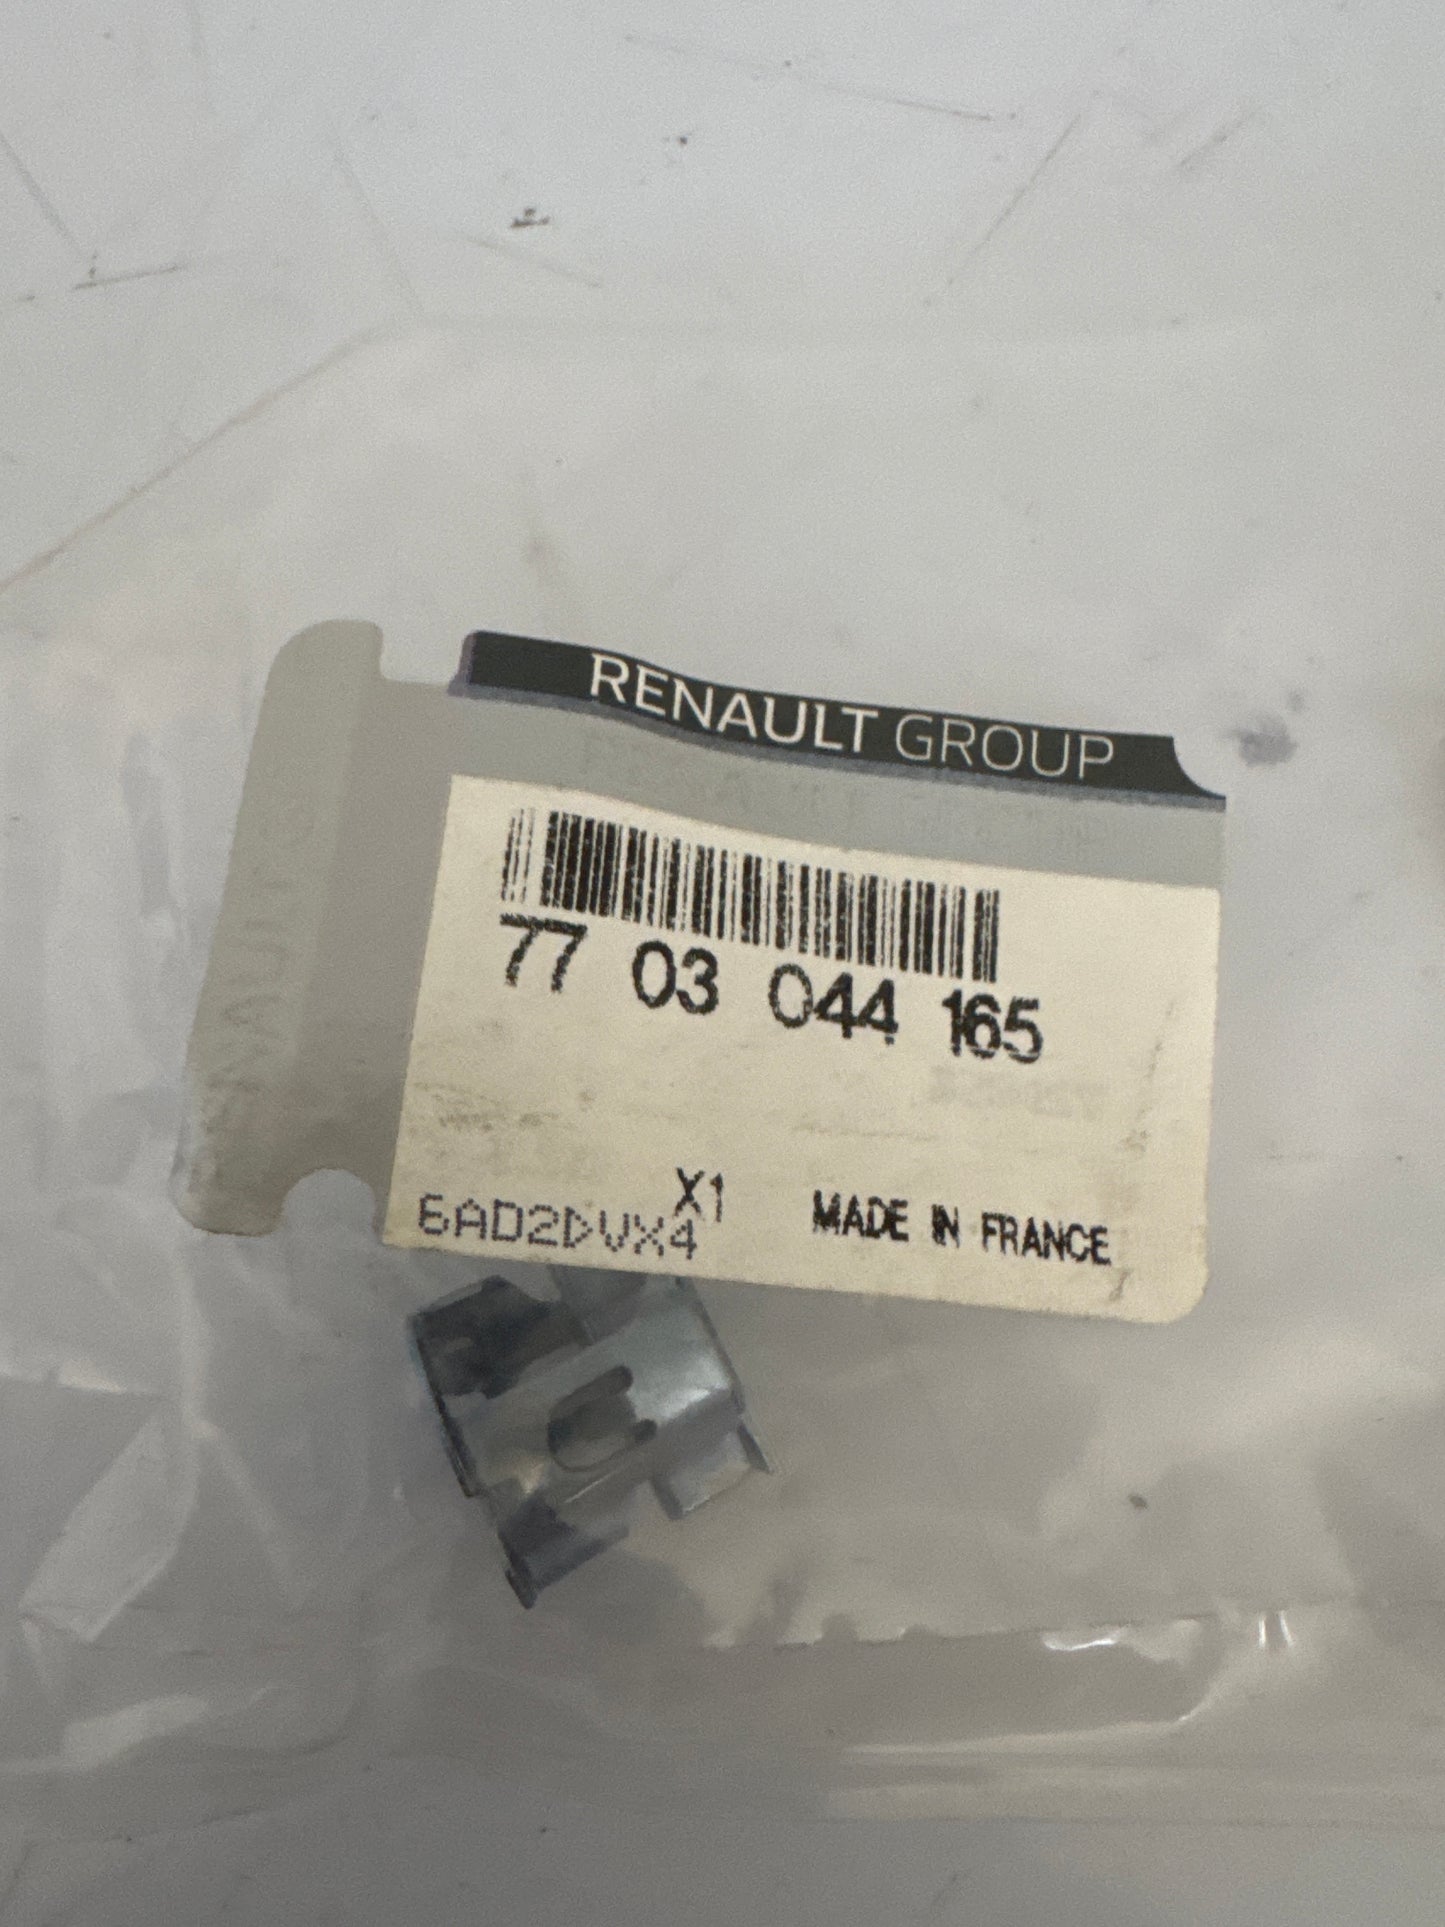 RENAULT GROUP
77 03 044 165
X1
6AD2DVX4
MADE IN FRANCE